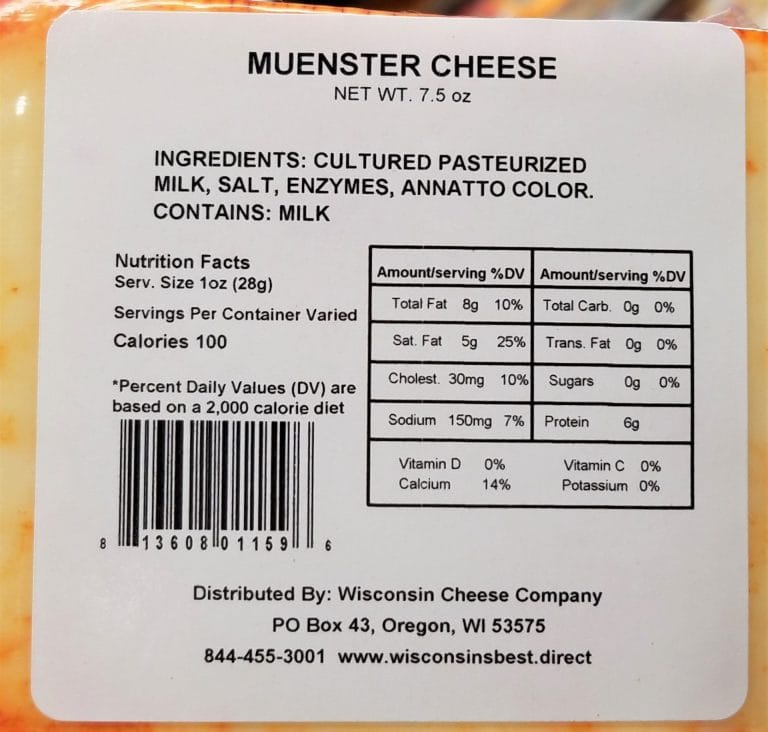 MUENSTER CHEESE
NET WT. 7.5 oz
INGREDIENTS: CULTURED PASTEURIZED
MILK, SALT, ENZYMES, ANNATTO COLOR.
CONTAINS: MILK
Nutrition Facts
Serv. Size 1oz (28g)
Servings Per Container Varied
Calories 100
*Percent Daily Values (DV) are
based on a 2,000 calorie diet
Amount/serving %DV Amount/serving %DV
Total Fat 8g 10% Total Carb. 0g 0%
Sat. Fat 5g 25% Trans. Fat 0g 0%
Cholest. 30mg 10% Sugars 0g 0%
Sodium 150mg 7% Protein 6g
Vitamin D 0% Vitamin C 0%
Calcium 14% Potassium 0%
8 13608 01159 6
Distributed By: Wisconsin Cheese Company
PO Box 43, Oregon, WI 53575
844-455-3001 www.wisconsinsbest.direct